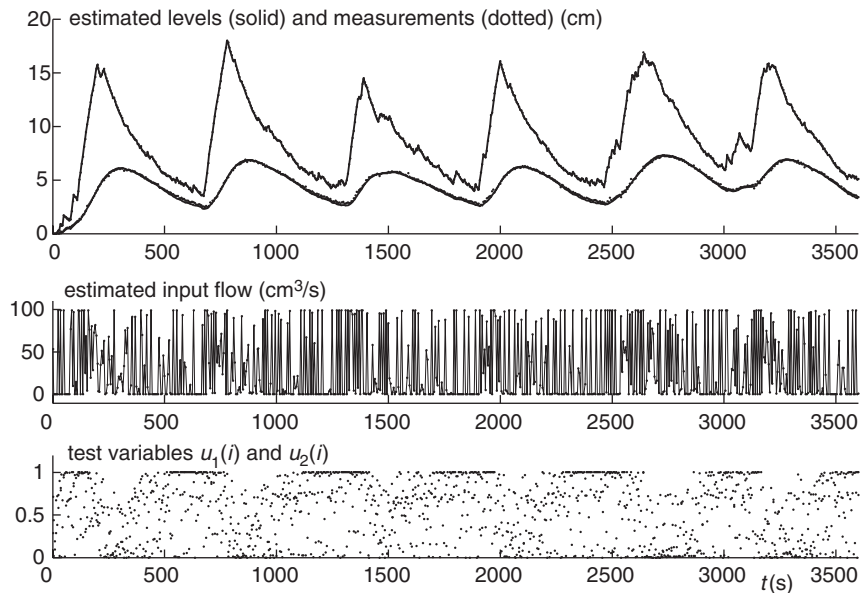 estimated levels (solid) and measurements (dotted) (cm)
20
15
10
5
0
0 500 1000 1500 2000 2500 3000 3500
estimated input flow (cm³/s)
100
50
0
0 500 1000 1500 2000 2500 3000 3500
test variables u₁(i) and u₂(i)
1
0.5
0
0 500 1000 1500 2000 2500 3000 3500
t(s)